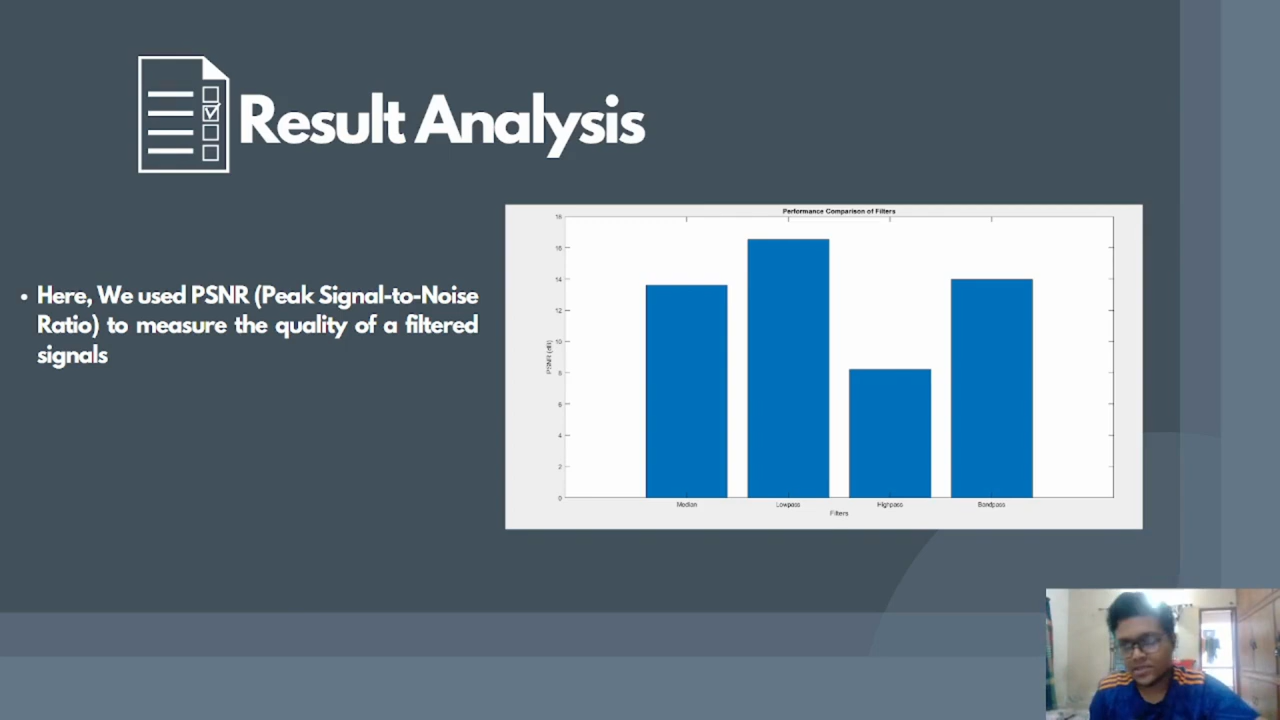 Result Analysis
• Here, We used PSNR (Peak Signal-to-Noise
Ratio) to measure the quality of a filtered
signals
Performance Comparison of Filters
18
16
14
12
10
8
6
4
2
0
PSNR (dB)
Median
Lowpass
Highpass
Bandpass
Filters